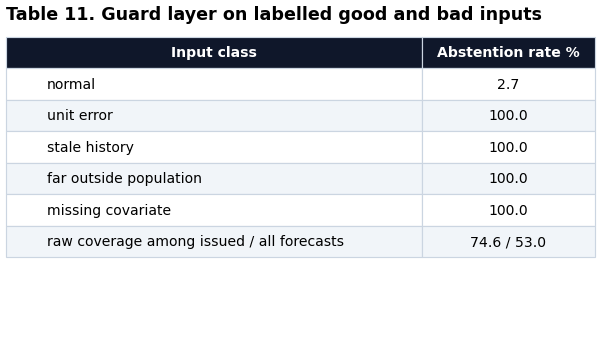 Table 11. Guard layer on labelled good and bad inputs
Input class Abstention rate %
normal 2.7
unit error 100.0
stale history 100.0
far outside population 100.0
missing covariate 100.0
raw coverage among issued / all forecasts 74.6 / 53.0